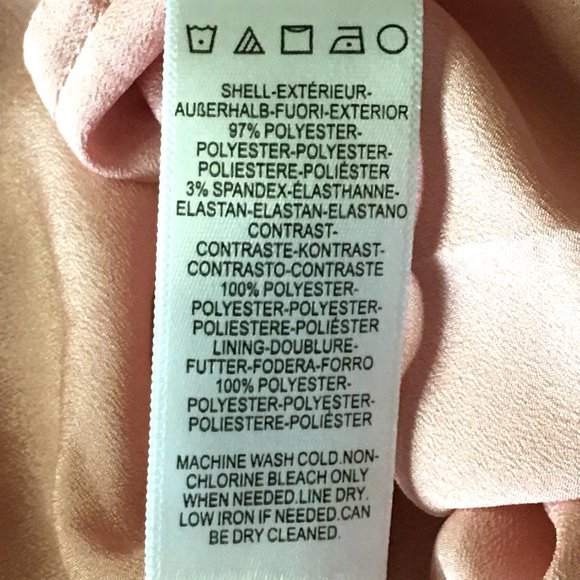 SHELL-EXTÉRIEUR-
AUßERHALB-FUORI-EXTERIOR
97% POLYESTER-
POLYESTER-POLYESTER-
POLIESTERE-POLIÉSTER
3% SPANDEX-ÉLASTHANNE-
ELASTAN-ELASTAN-ELASTANO
CONTRAST-
CONTRASTE-KONTRAST-
CONTRASTO-CONTRASTE
100% POLYESTER-
POLYESTER-POLYESTER-
POLIESTERE-POLIÉSTER
LINING-DOUBLURE-
FUTTER-FODERA-FORRO
100% POLYESTER-
POLYESTER-POLYESTER-
POLIESTERE-POLIÉSTER
MACHINE WASH COLD.NON-
CHLORINE BLEACH ONLY
WHEN NEEDED.LINE DRY.
LOW IRON IF NEEDED.CAN
BE DRY CLEANED.